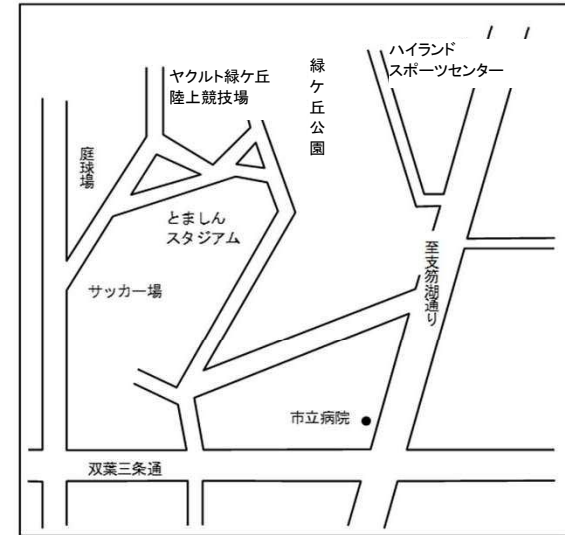 ハイランド
スポーツセンター
ヤクルト緑ケ丘
陸上競技場
緑ケ丘公園
庭球場
とましん
スタジアム
サッカー場
至支笏湖通り
市立病院
双葉三条通